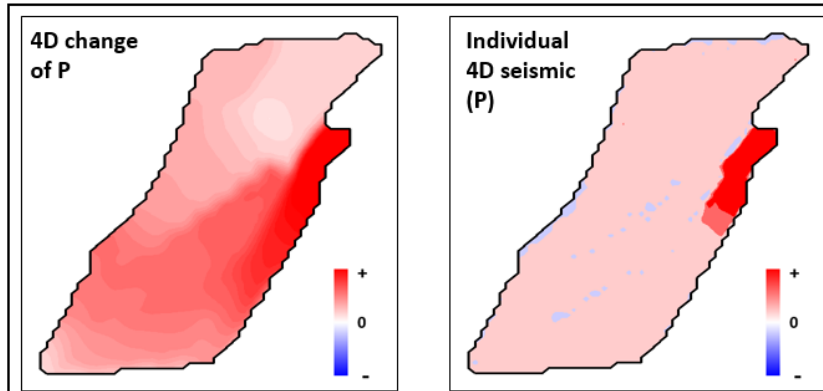 4D change
of P
+
0
-
Individual
4D seismic
(P)
+
0
-